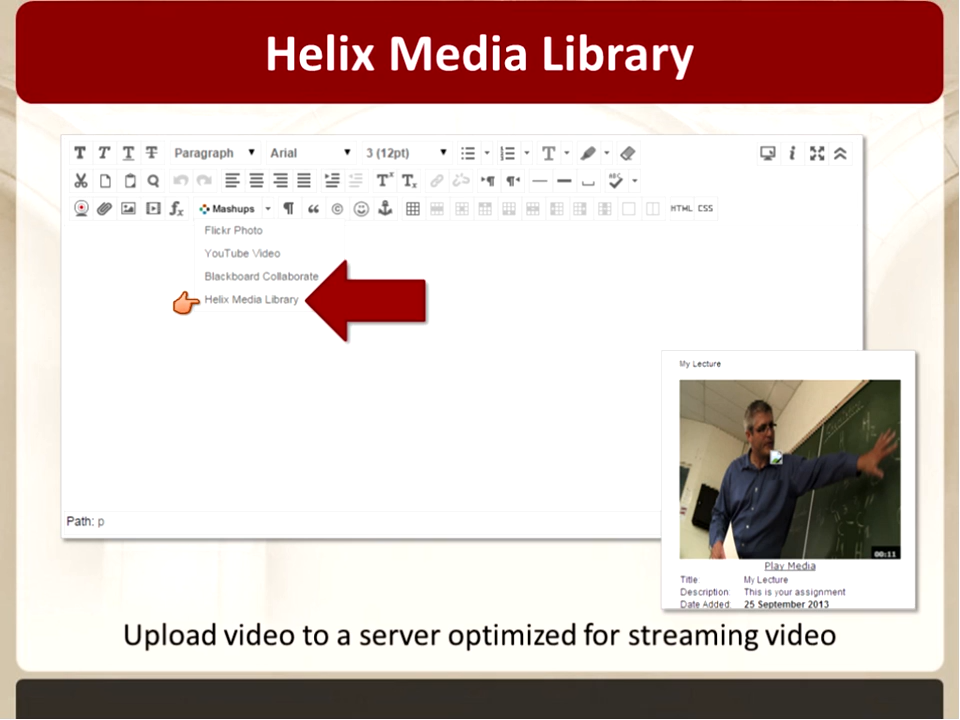 Helix Media Library
Paragraph Arial 3 (12pt)
Mashups HTML CSS
Flickr Photo
YouTube Video
Blackboard Collaborate
Helix Media Library
Path: p
My Lecture
00:11
Play Media
Title My Lecture
Description: This is your assignment
Date Added: 25 September 2013
Upload video to a server optimized for streaming video